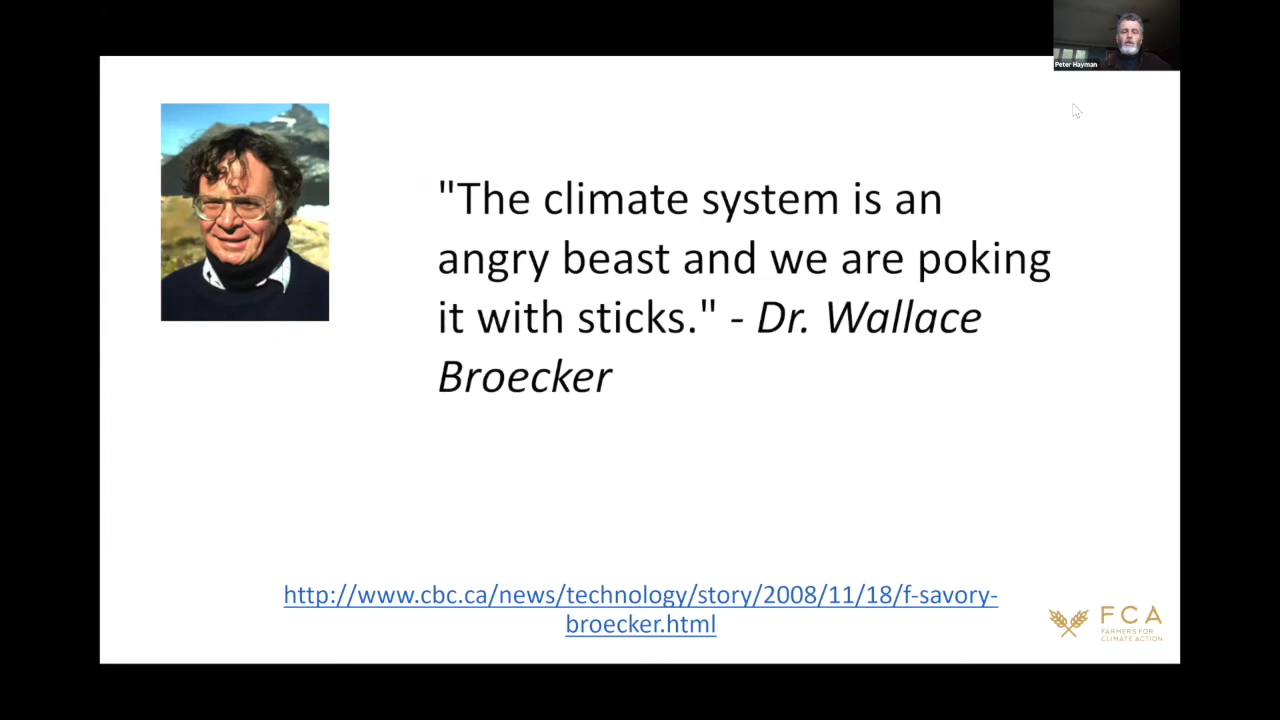 Peter Hayman
"The climate system is an
angry beast and we are poking
it with sticks." - Dr. Wallace
Broecker
http://www.cbc.ca/news/technology/story/2008/11/18/f-savory-
broecker.html
FCA
FARMERS FOR
CLIMATE ACTION